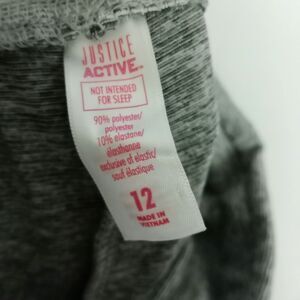 JUSTICE
ACTIVE™
NOT INTENDED
FOR SLEEP
90% polyester/
polyester
10% elastane/
élasthanne
exclusive of elastic/
sauf élastique
12
MADE IN
VIETNAM